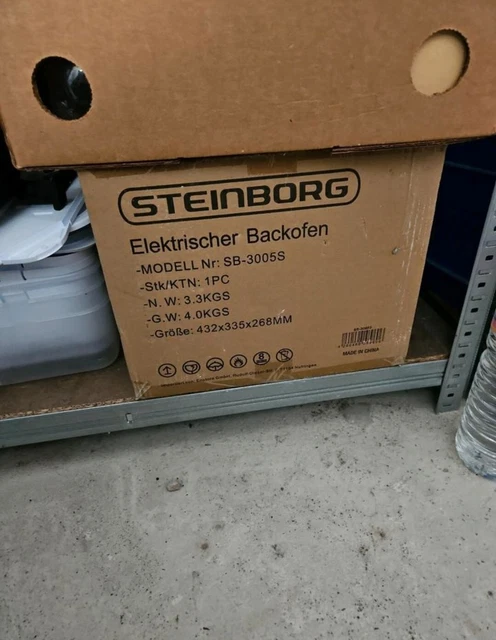 STEINBORG
Elektrischer Backofen
-MODELL Nr: SB-3005S
-Stk/KTN: 1PC
-N. W: 3.3KGS
-G.W: 4.0KGS
-Größe: 432x335x268MM
8
MADE IN CHINA